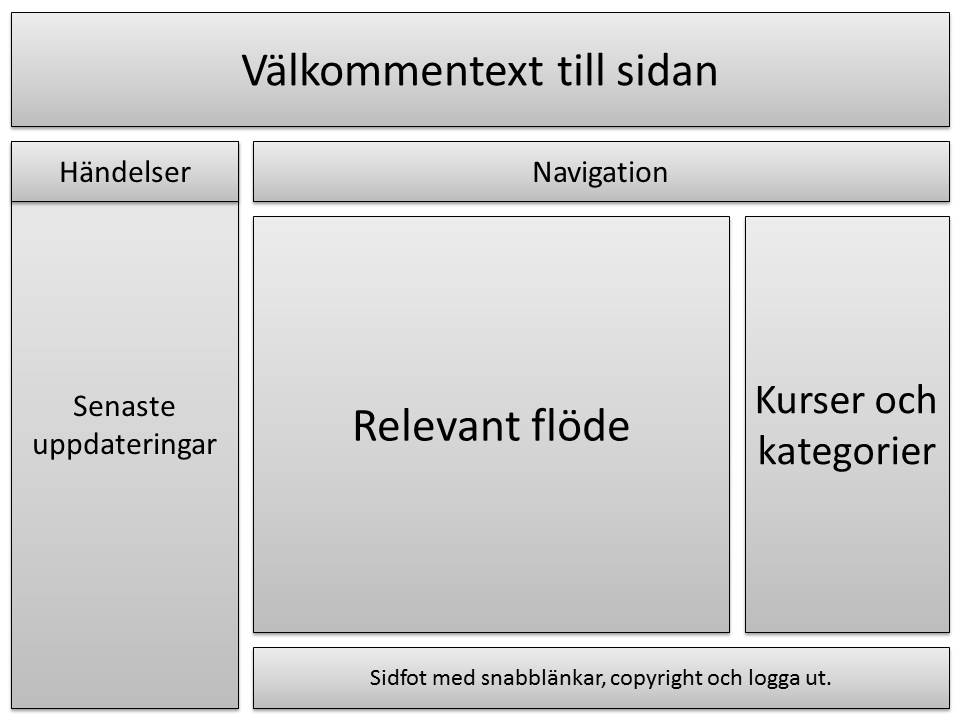 Välkommentext till sidan
Händelser
Navigation
Senaste
uppdateringar
Relevant flöde
Kurser och
kategorier
Sidfot med snabblänkar, copyright och logga ut.